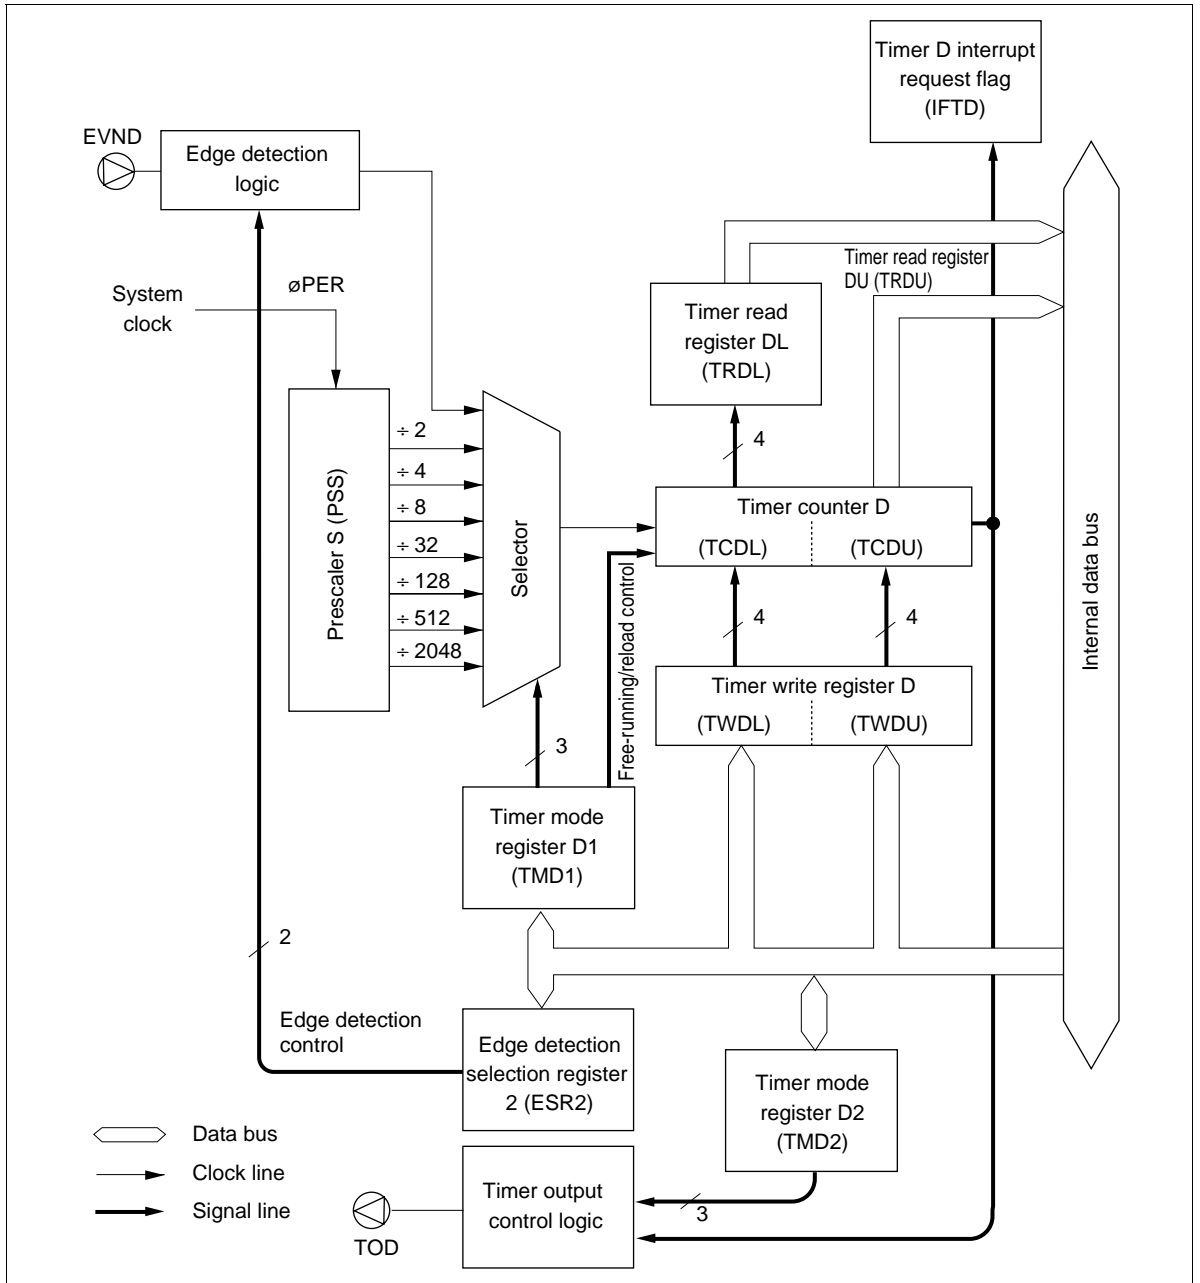 Timer D interrupt
request flag
(IFTD)
EVND
Edge detection
logic
Timer read register
DU (TRDU)
øPER
System
clock
Timer read
register DL
(TRDL)
÷ 2
÷ 4
÷ 8
÷ 32
÷ 128
÷ 512
÷ 2048
Prescaler S (PSS)
Selector
4
Timer counter D
(TCDL)
(TCDU)
Free-running/reload control
4
4
Timer write register D
(TWDL)
(TWDU)
Internal data bus
3
Timer mode
register D1
(TMD1)
2
Edge detection
control
Edge detection
selection register
2 (ESR2)
Timer mode
register D2
(TMD2)
Data bus
Clock line
Signal line
TOD
Timer output
control logic
3